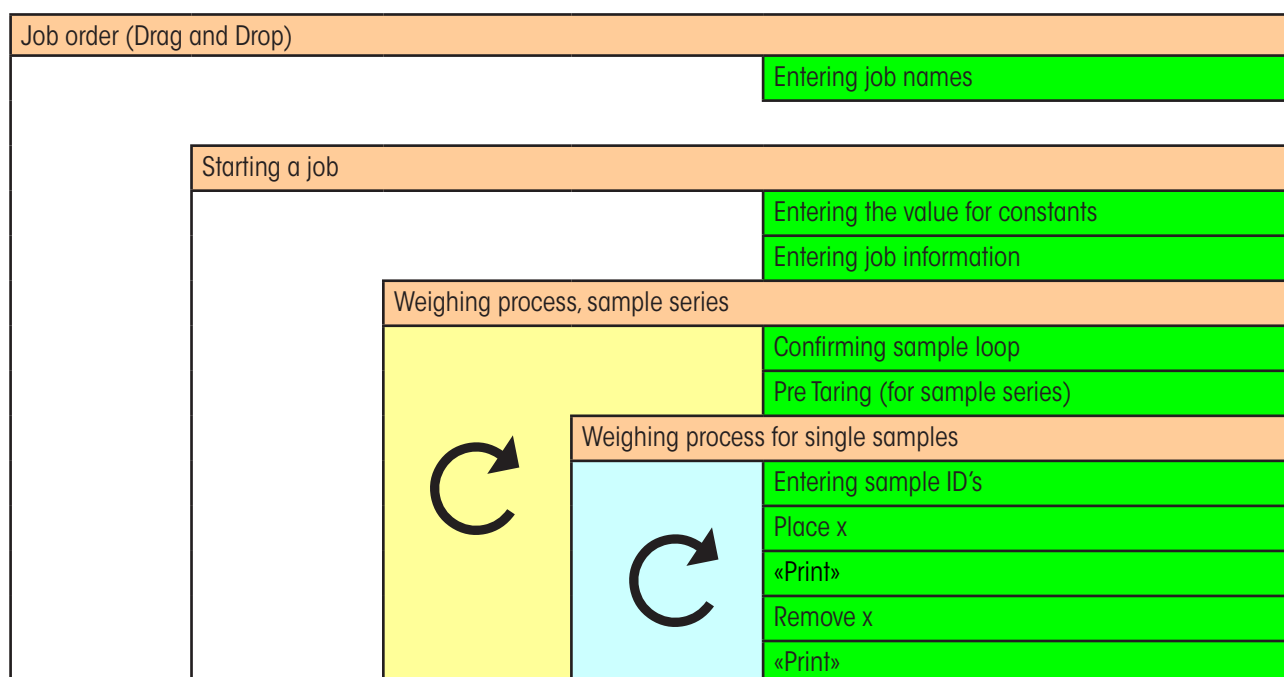 Job order (Drag and Drop)
Entering job names
Starting a job
Entering the value for constants
Entering job information
Weighing process, sample series
Confirming sample loop
Pre Taring (for sample series)
Weighing process for single samples
Entering sample ID’s
Place x
«Print»
Remove x
«Print»